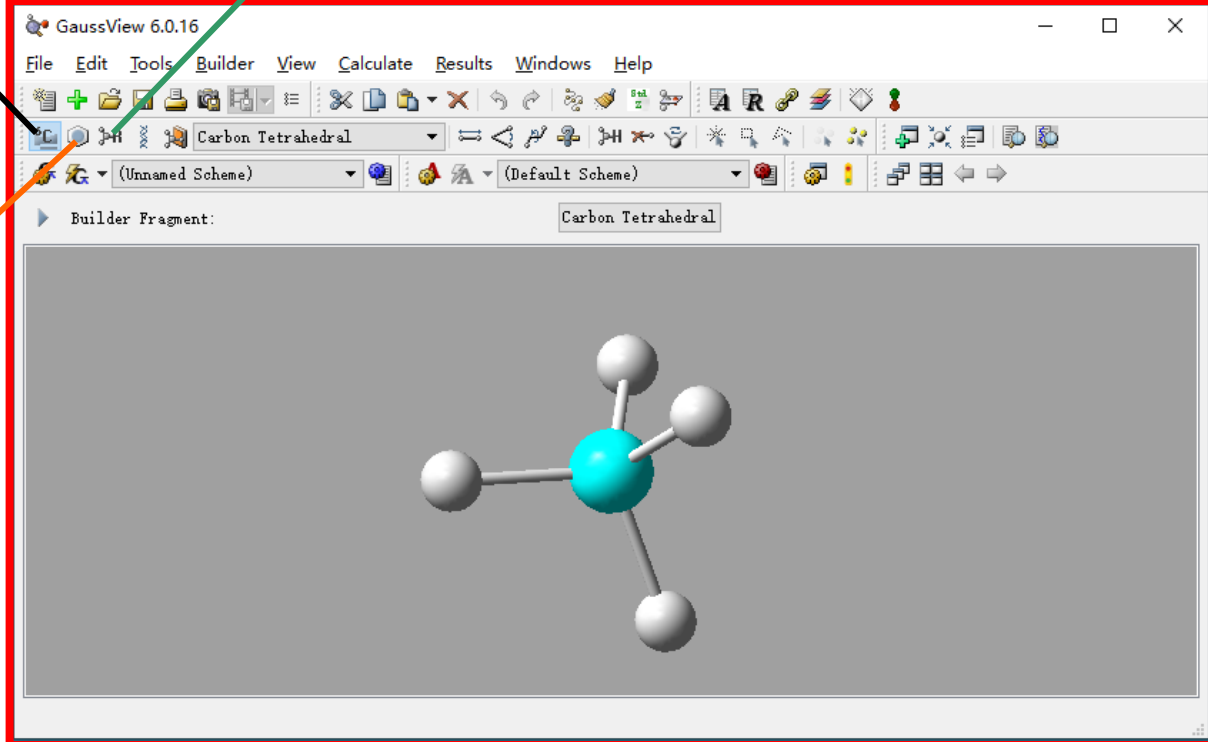 GaussView 6.0.16
File Edit Tools Builder View Calculate Results Windows Help
Carbon Tetrahedral
(Unnamed Scheme) (Default Scheme)
Builder Fragment: Carbon Tetrahedral